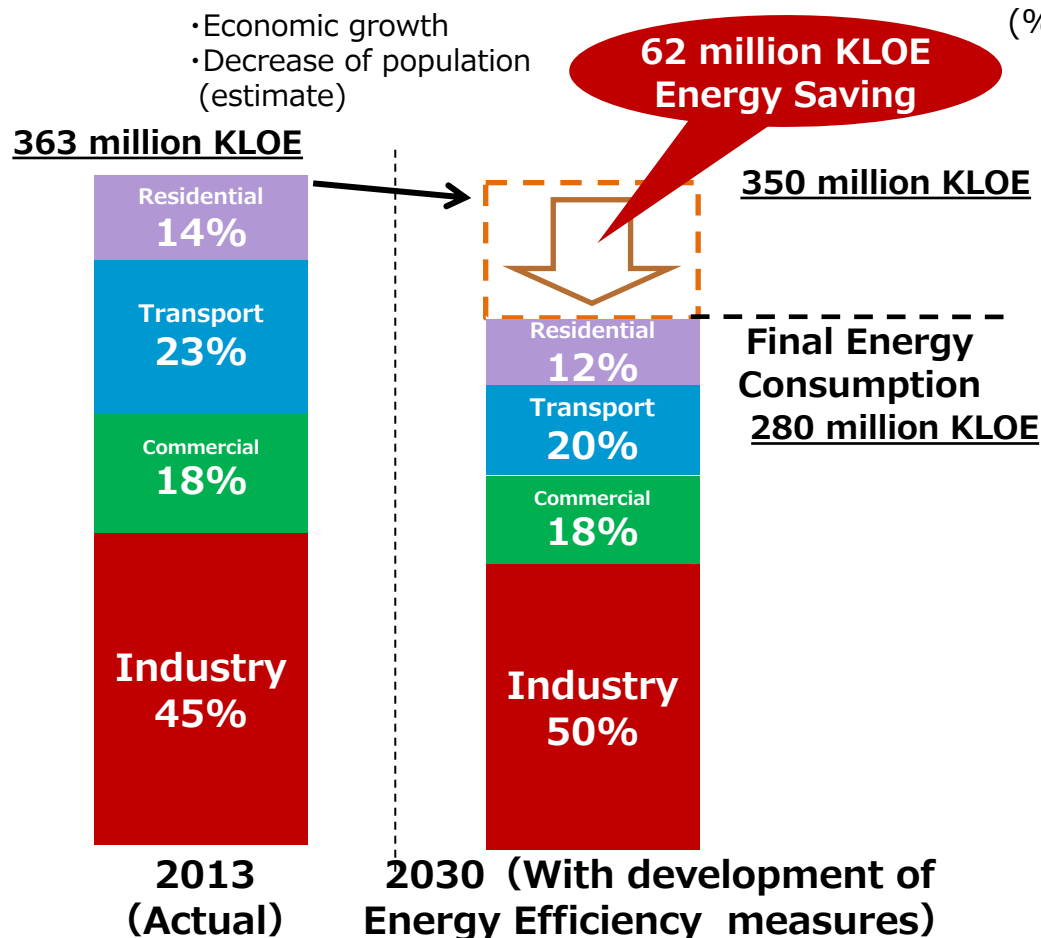 ・Economic growth
・Decrease of population
(estimate)
(%
62 million KLOE
Energy Saving
363 million KLOE
350 million KLOE
Residential
14%
Transport
23%
Commercial
18%
Industry
45%
Residential
12%
Transport
20%
Commercial
18%
Industry
50%
Final Energy
Consumption
280 million KLOE
2013
(Actual)
2030（With development of
Energy Efficiency measures)